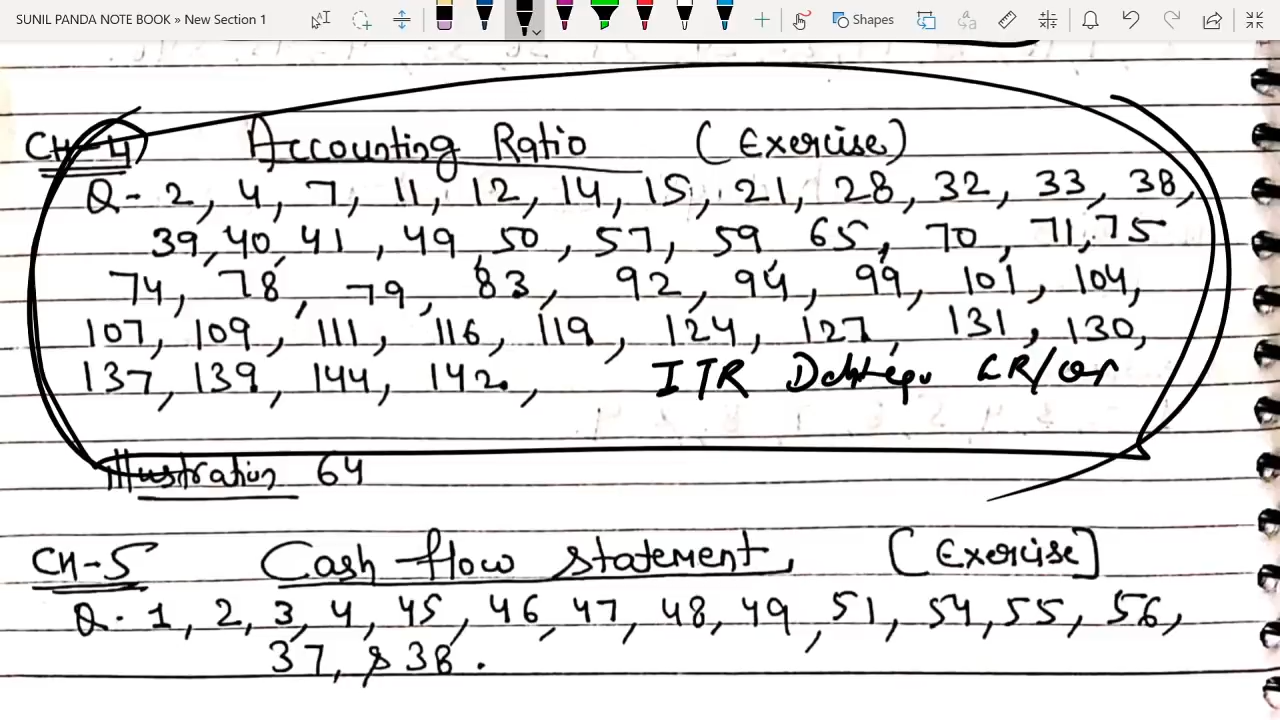 SUNIL PANDA NOTE BOOK » New Section 1
Shapes
CH-4) Accounting Ratio (Exercise)
Q- 2, 4, 7, 11, 12, 14, 15, 21, 28, 32, 33, 38,
39, 40, 41, 49, 50, 57, 59, 65, 70, 71, 75
74, 78, 79, 83, 92, 94, 99, 101, 104,
107, 109, 111, 116, 119, 124, 127, 131, 130,
137, 139, 144, 142, ITR
Illustration 64
CH-5 Cash flow statement, [Exercise]
Q. 1, 2, 3, 4, 45, 46, 47, 48, 49, 51, 54, 55, 56,
37, & 38.